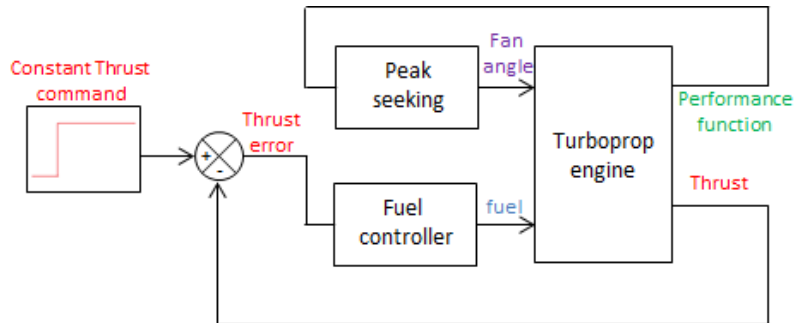 Constant Thrust
command
+
-
Thrust
error
Peak
seeking
Fan
angle
Fuel
controller
fuel
Turboprop
engine
Performance
function
Thrust